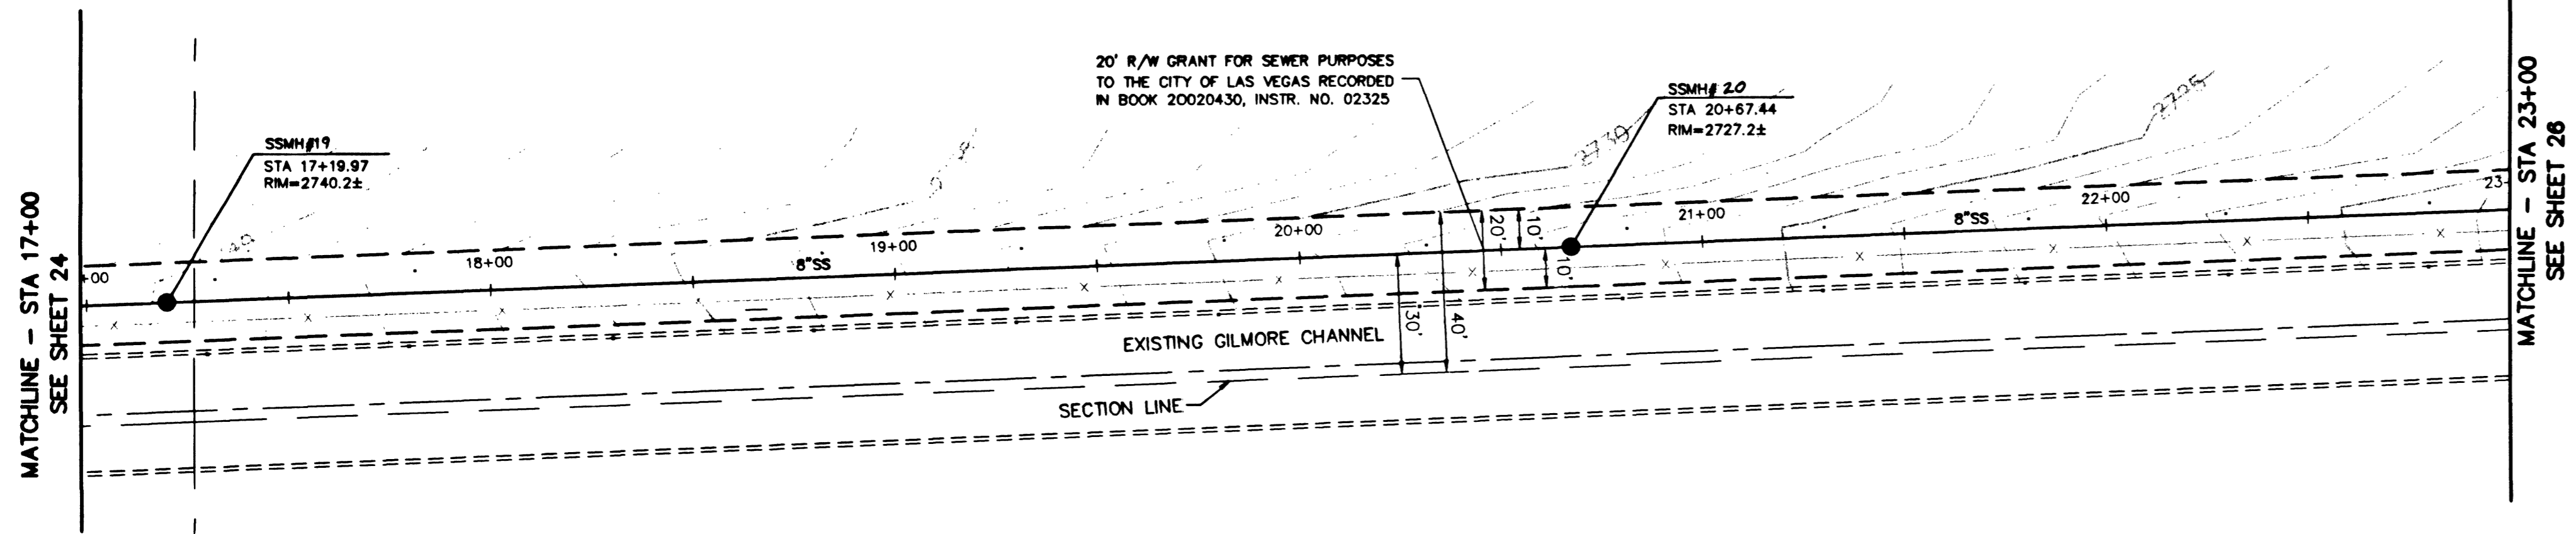 MATCHLINE - STA 17+00
SEE SHEET 24
SSMH#19
STA 17+19.97
RIM=2740.2±
20' R/W GRANT FOR SEWER PURPOSES
TO THE CITY OF LAS VEGAS RECORDED
IN BOOK 20020430, INSTR. NO. 02325
SSMH# 20
STA 20+67.44
RIM=2727.2±
2730
2725
+00
18+00
8"SS
19+00
20+00
20'
10'
10'
21+00
8"SS
22+00
23-
30'
40'
EXISTING GILMORE CHANNEL
SECTION LINE
MATCHLINE - STA 23+00
SEE SHEET 26